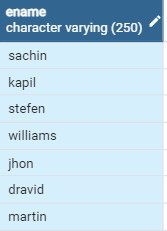 ename
character varying (250)
sachin
kapil
stefen
williams
jhon
dravid
martin